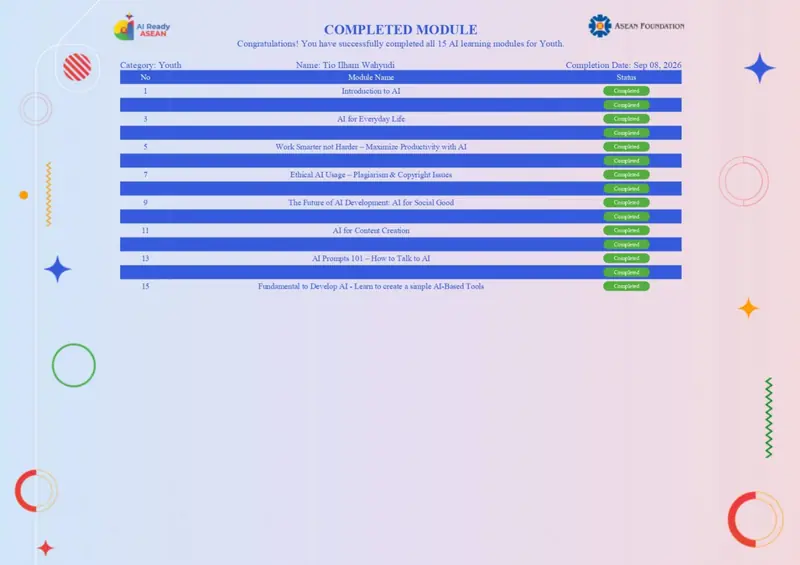 AI Ready
ASEAN
COMPLETED MODULE
ASEAN FOUNDATION
Congratulations! You have successfully completed all 15 AI learning modules for Youth.
Category: Youth Name: Tio Ilham Wahyudi Completion Date: Sep 08, 2026
No Module Name Status
1 Introduction to AI Completed
Completed
3 AI for Everyday Life Completed
Completed
5 Work Smarter not Harder – Maximize Productivity with AI Completed
Completed
7 Ethical AI Usage – Plagiarism & Copyright Issues Completed
Completed
9 The Future of AI Development: AI for Social Good Completed
Completed
11 AI for Content Creation Completed
Completed
13 AI Prompts 101 – How to Talk to AI Completed
Completed
15 Fundamental to Develop AI - Learn to create a simple AI-Based Tools Completed